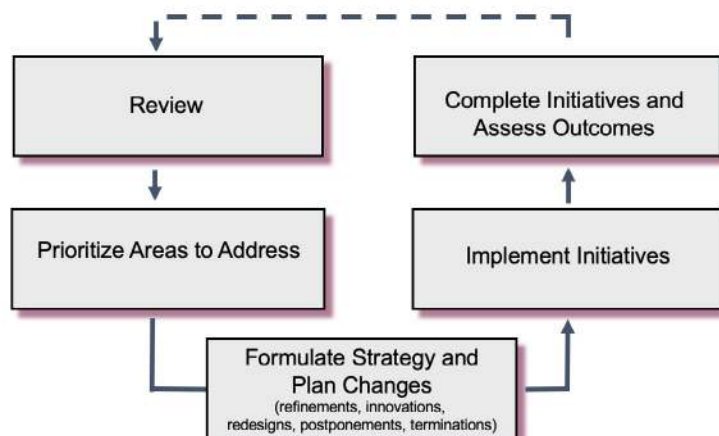 Review
Prioritize Areas to Address
Formulate Strategy and
Plan Changes
(refinements, innovations,
redesigns, postponements, terminations)
Implement Initiatives
Complete Initiatives and
Assess Outcomes